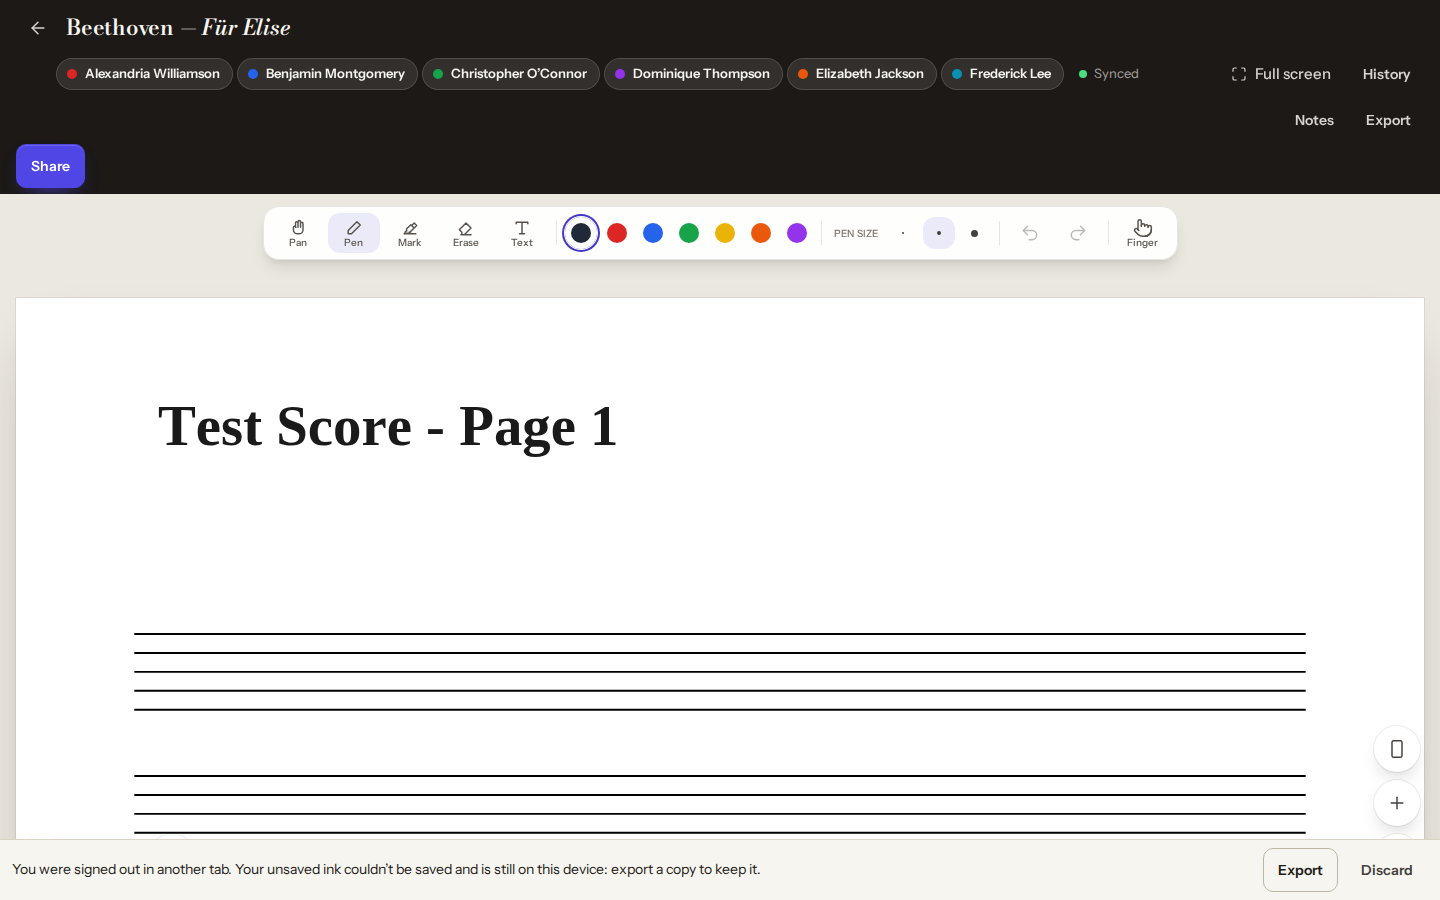 Beethoven — Für Elise
Alexandria Williamson Benjamin Montgomery Christopher O’Connor Dominique Thompson Elizabeth Jackson Frederick Lee Synced Full screen History
Notes Export
Share
Pan Pen Mark Erase Text PEN SIZE Finger
Test Score - Page 1
You were signed out in another tab. Your unsaved ink couldn’t be saved and is still on this device: export a copy to keep it. Export Discard